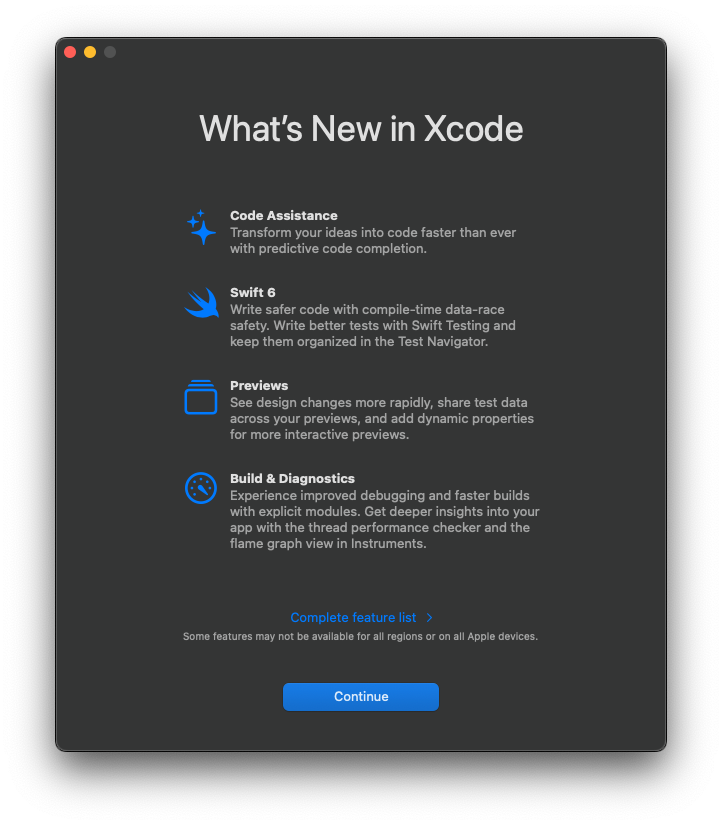 What's New in Xcode
Code Assistance
Transform your ideas into code faster than ever
with predictive code completion.
Swift 6
Write safer code with compile-time data-race
safety. Write better tests with Swift Testing and
keep them organized in the Test Navigator.
Previews
See design changes more rapidly, share test data
across your previews, and add dynamic properties
for more interactive previews.
Build & Diagnostics
Experience improved debugging and faster builds
with explicit modules. Get deeper insights into your
app with the thread performance checker and the
flame graph view in Instruments.
Complete feature list
Some features may not be available for all regions or on all Apple devices.
Continue